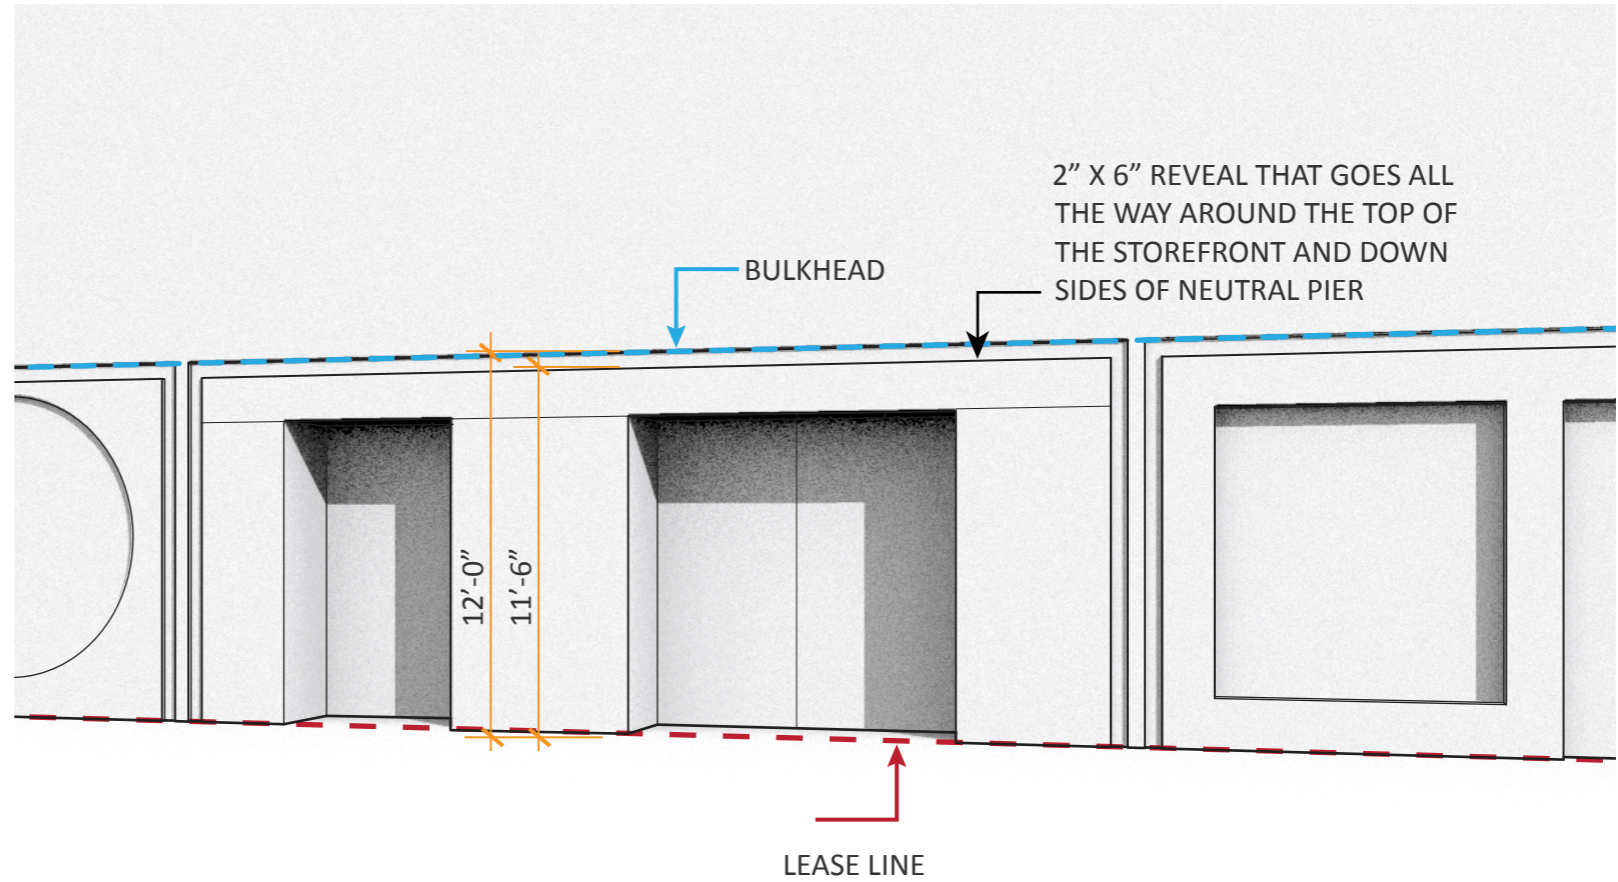 2” X 6” REVEAL THAT GOES ALL
THE WAY AROUND THE TOP OF
THE STOREFRONT AND DOWN
SIDES OF NEUTRAL PIER
BULKHEAD
12’-0”
11’-6”
LEASE LINE